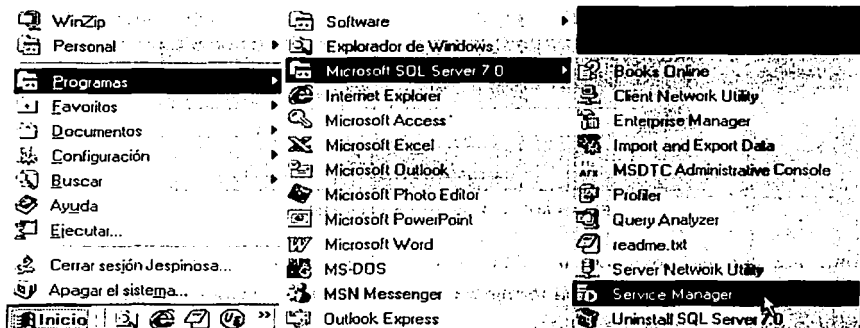 WinZip
Personal
Programas
Favoritos
Documentos
Configuración
Buscar
Ayuda
Ejecutar...
Cerrar sesión Jespinosa...
Apagar el sistema...
Inicio
»
Software
Explorador de Windows
Microsoft SQL Server 7.0
Internet Explorer
Microsoft Access
Microsoft Excel
Microsoft Outlook
Microsoft Photo Editor
Microsoft PowerPoint
Microsoft Word
MS-DOS
MSN Messenger
Outlook Express
Books Online
Client Network Utility
Enterprise Manager
Import and Export Data
MSDTC Administrative Console
Profiler
Query Analyzer
readme.txt
Server Network Utility
Service Manager
Uninstall SQL Server 7.0